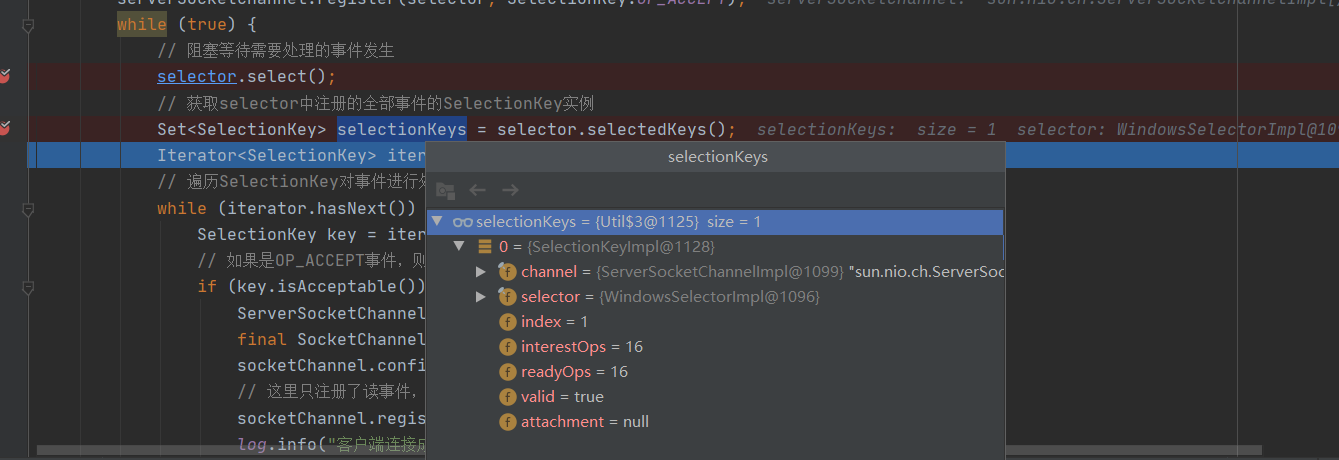 serverSocketChannel.register(selector, SelectionKey.OP_ACCEPT); serverSocketChannel: "sun.nio.ch.ServerSocketChannelImpl[/
while (true) {
// 阻塞等待需要处理的事件发生
selector.select();
// 获取selector中注册的全部事件的SelectionKey实例
Set<SelectionKey> selectionKeys = selector.selectedKeys(); selectionKeys: size = 1 selector: WindowsSelectorImpl@10
Iterator<SelectionKey> iter
selectionKeys
// 遍历SelectionKey对事件进行
while (iterator.hasNext())
selectionKeys = {Util$3@1125} size = 1
SelectionKey key = iter
0 = {SelectionKeyImpl@1128}
// 如果是OP_ACCEPT事件，则
channel = {ServerSocketChannelImpl@1099} "sun.nio.ch.ServerSoc
if (key.isAcceptable())
selector = {WindowsSelectorImpl@1096}
ServerSocketChannel
index = 1
final SocketChannel
interestOps = 16
socketChannel.confi
readyOps = 16
// 这里只注册了读事件，
valid = true
socketChannel.regis
attachment = null
log.info("客户端连接成